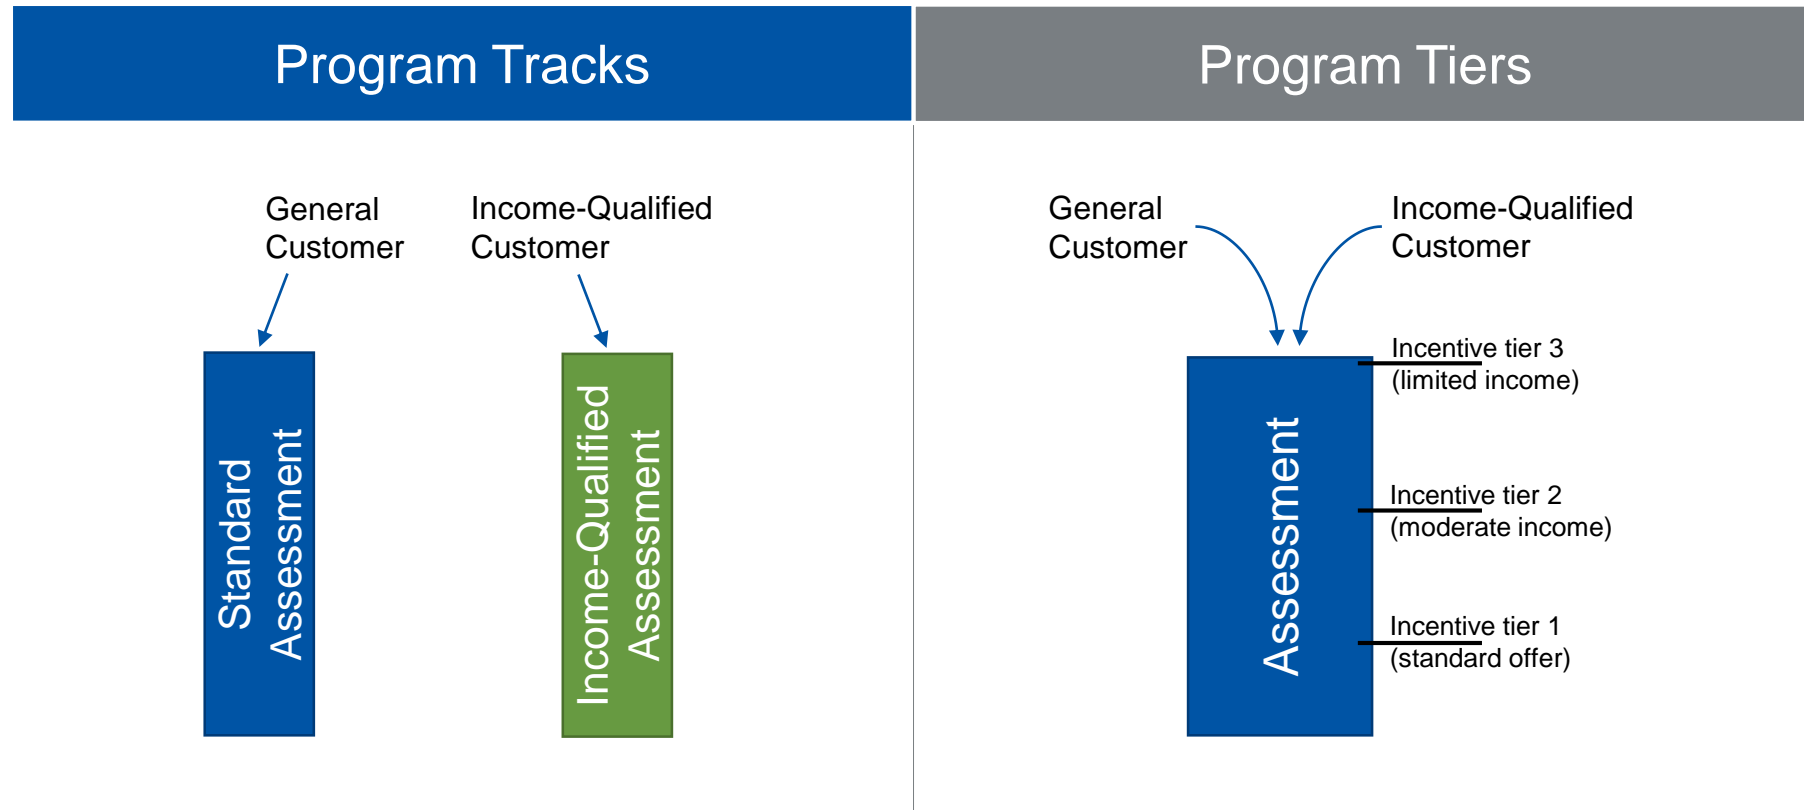 Program Tracks
Program Tiers
General
Customer
Income-Qualified
Customer
Standard
Assessment
Income-Qualified
Assessment
General
Customer
Income-Qualified
Customer
Assessment
Incentive tier 3
(limited income)
Incentive tier 2
(moderate income)
Incentive tier 1
(standard offer)